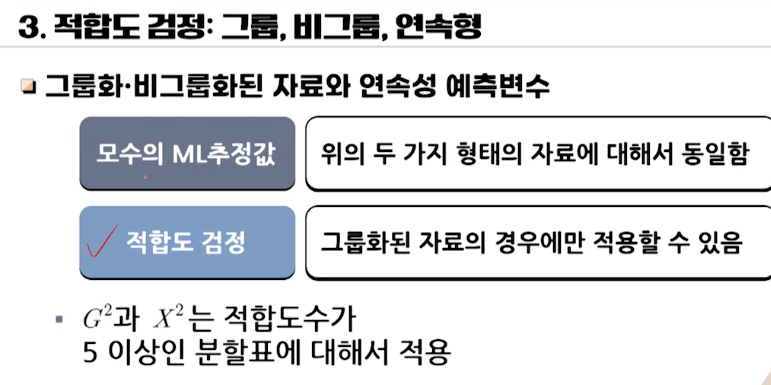 3. 적합도 검정: 그룹, 비그룹, 연속형
그룹화·비그룹화된 자료와 연속성 예측변수
모수의 ML추정값
위의 두 가지 형태의 자료에 대해서 동일함
적합도 검정
그룹화된 자료의 경우에만 적용할 수 있음
G²과 X²는 적합도수가
5 이상인 분할표에 대해서 적용